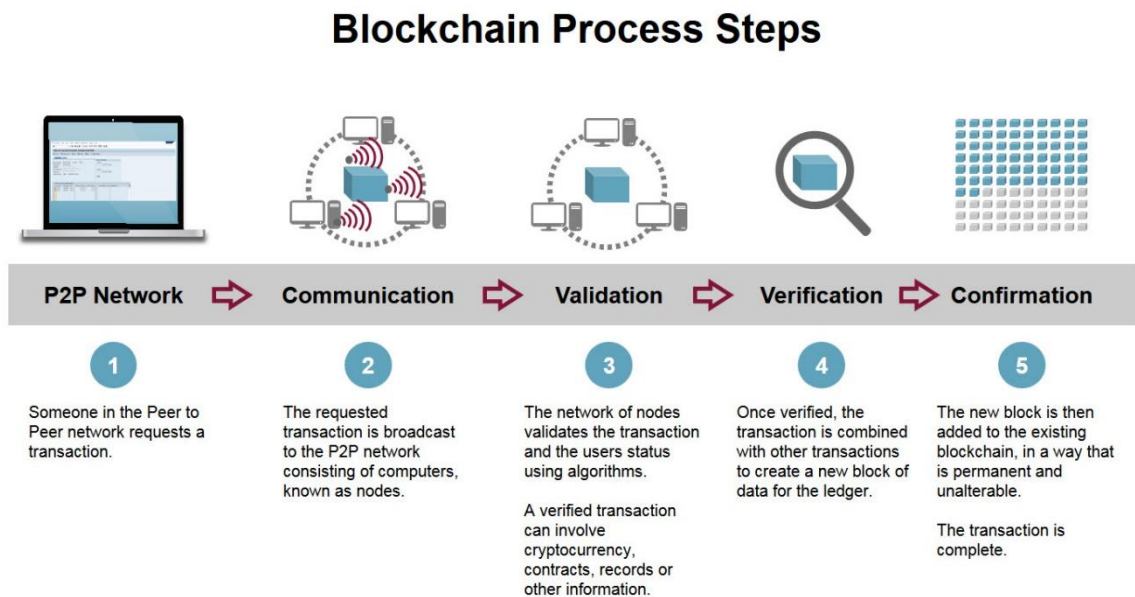 Blockchain Process Steps
P2P Network
Communication
Validation
Verification
Confirmation
1
2
3
4
5
Someone in the Peer to
Peer network requests a
transaction.
The requested
transaction is broadcast
to the P2P network
consisting of computers,
known as nodes.
The network of nodes
validates the transaction
and the users status
using algorithms.
A verified transaction
can involve
cryptocurrency,
contracts, records or
other information.
Once verified, the
transaction is combined
with other transactions
to create a new block of
data for the ledger.
The new block is then
added to the existing
blockchain, in a way that
is permanent and
unalterable.
The transaction is
complete.